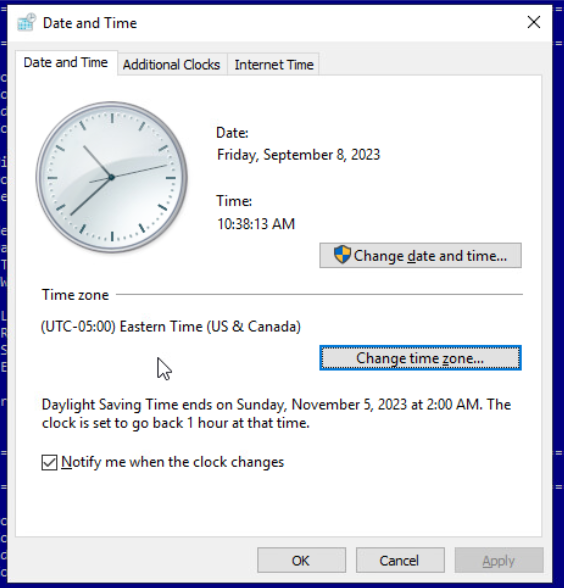 Date and Time
Date and Time
Additional Clocks
Internet Time
Date:
Friday, September 8, 2023
Time:
10:38:13 AM
Change date and time...
Time zone
(UTC-05:00) Eastern Time (US & Canada)
Change time zone...
Daylight Saving Time ends on Sunday, November 5, 2023 at 2:00 AM. The
clock is set to go back 1 hour at that time.
Notify me when the clock changes
OK
Cancel
Apply